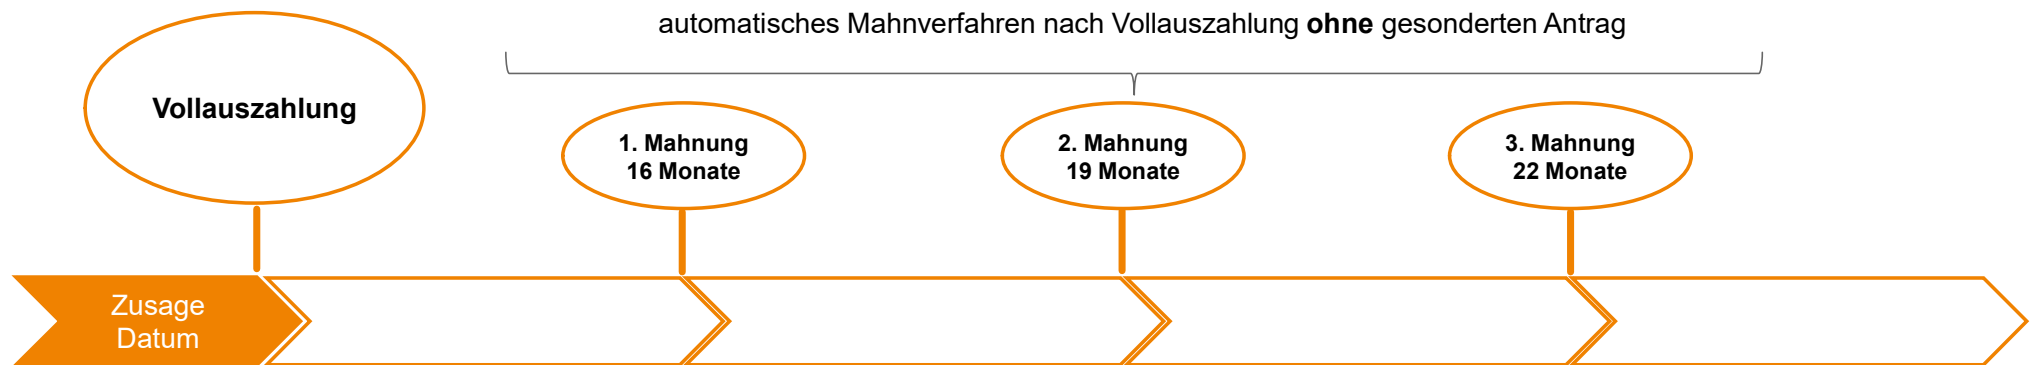 automatisches Mahnverfahren nach Vollauszahlung ohne gesonderten Antrag
Vollauszahlung
1. Mahnung
16 Monate
2. Mahnung
19 Monate
3. Mahnung
22 Monate
Zusage
Datum